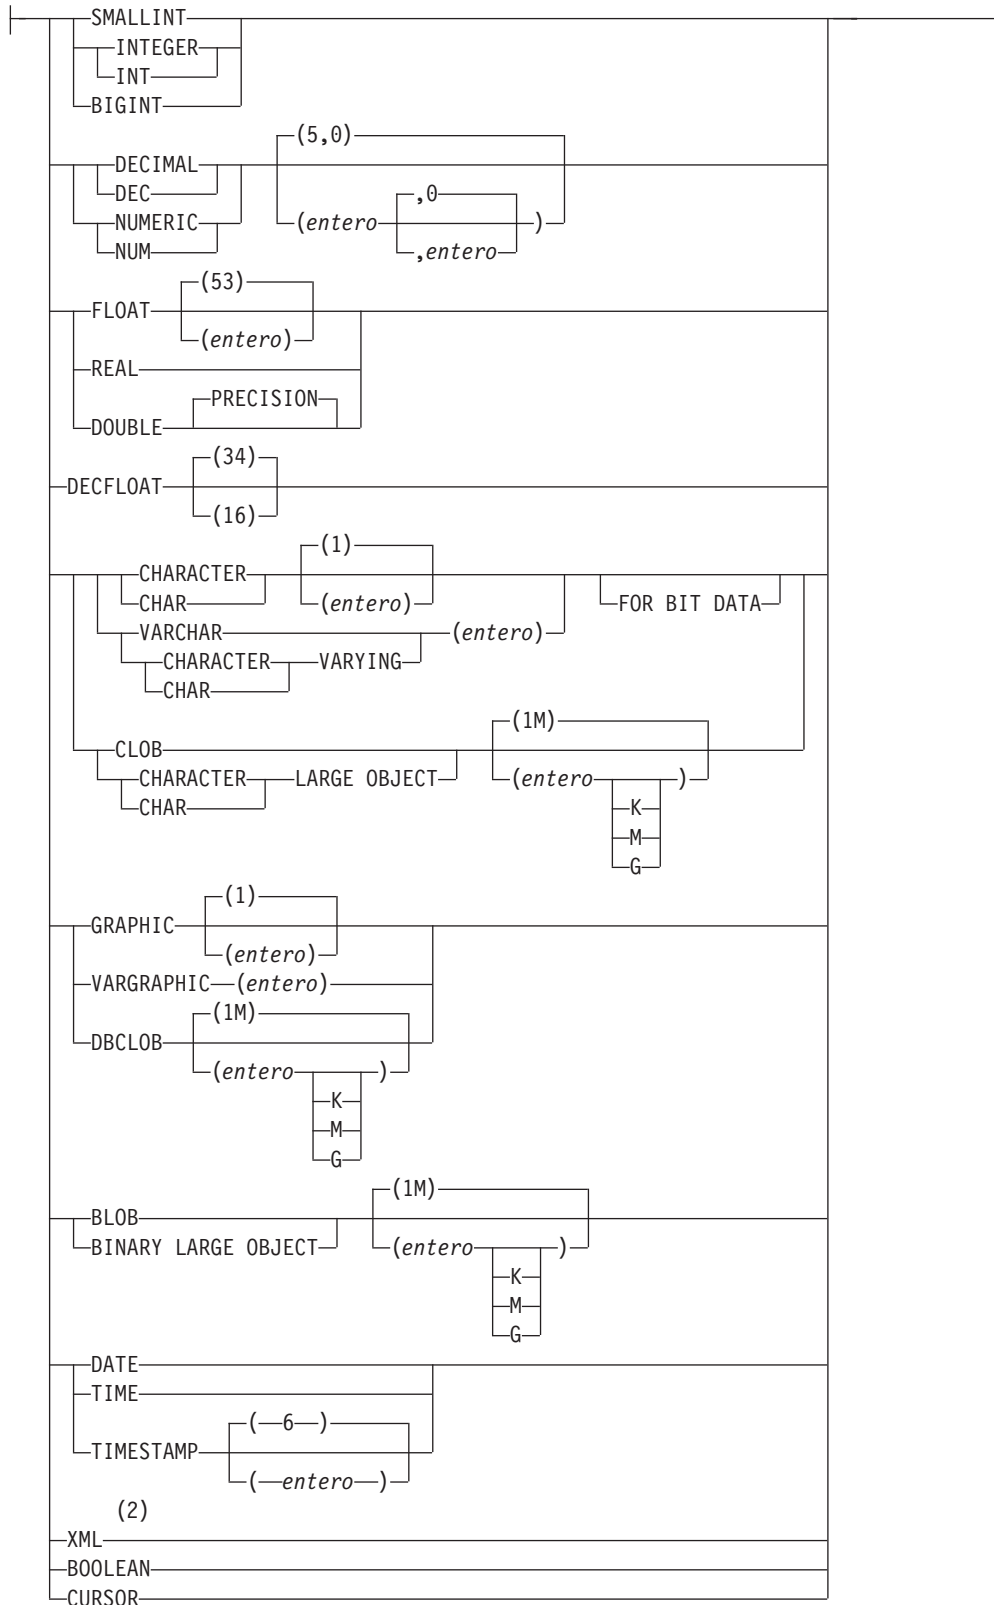 SMALLINT
INTEGER
INT
BIGINT
(5,0)
DECIMAL
DEC
,0
NUMERIC
(entero
)
NUM
,entero
(53)
FLOAT
(entero)
REAL
PRECISION
DOUBLE
(34)
DECFLOAT
(16)
(1)
CHARACTER
CHAR
(entero)
FOR BIT DATA
VARCHAR
(entero)
CHARACTER
VARYING
CHAR
(1M)
CLOB
CHARACTER
LARGE OBJECT
(entero
)
CHAR
K
M
G
(1)
GRAPHIC
(entero)
VARGRAPHIC
(entero)
(1M)
DBCLOB
(entero
)
K
M
G
(1M)
BLOB
BINARY LARGE OBJECT
(entero
)
K
M
G
DATE
TIME
( 6 )
TIMESTAMP
( entero )
(2)
XML
BOOLEAN
CURSOR